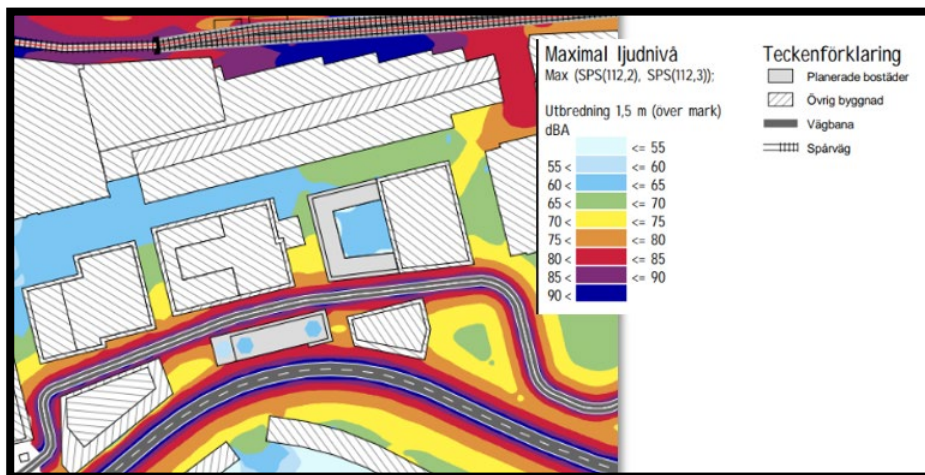 Maximal ljudnivå
Max (SPS(112,2), SPS(112,3)):
Utbredning 1,5 m (över mark)
dBA
<= 55
55 < <= 60
60 < <= 65
65 < <= 70
70 < <= 75
75 < <= 80
80 < <= 85
85 < <= 90
90 <
Teckenförklaring
Planerade bostäder
Övrig byggnad
Vägbana
Spårväg